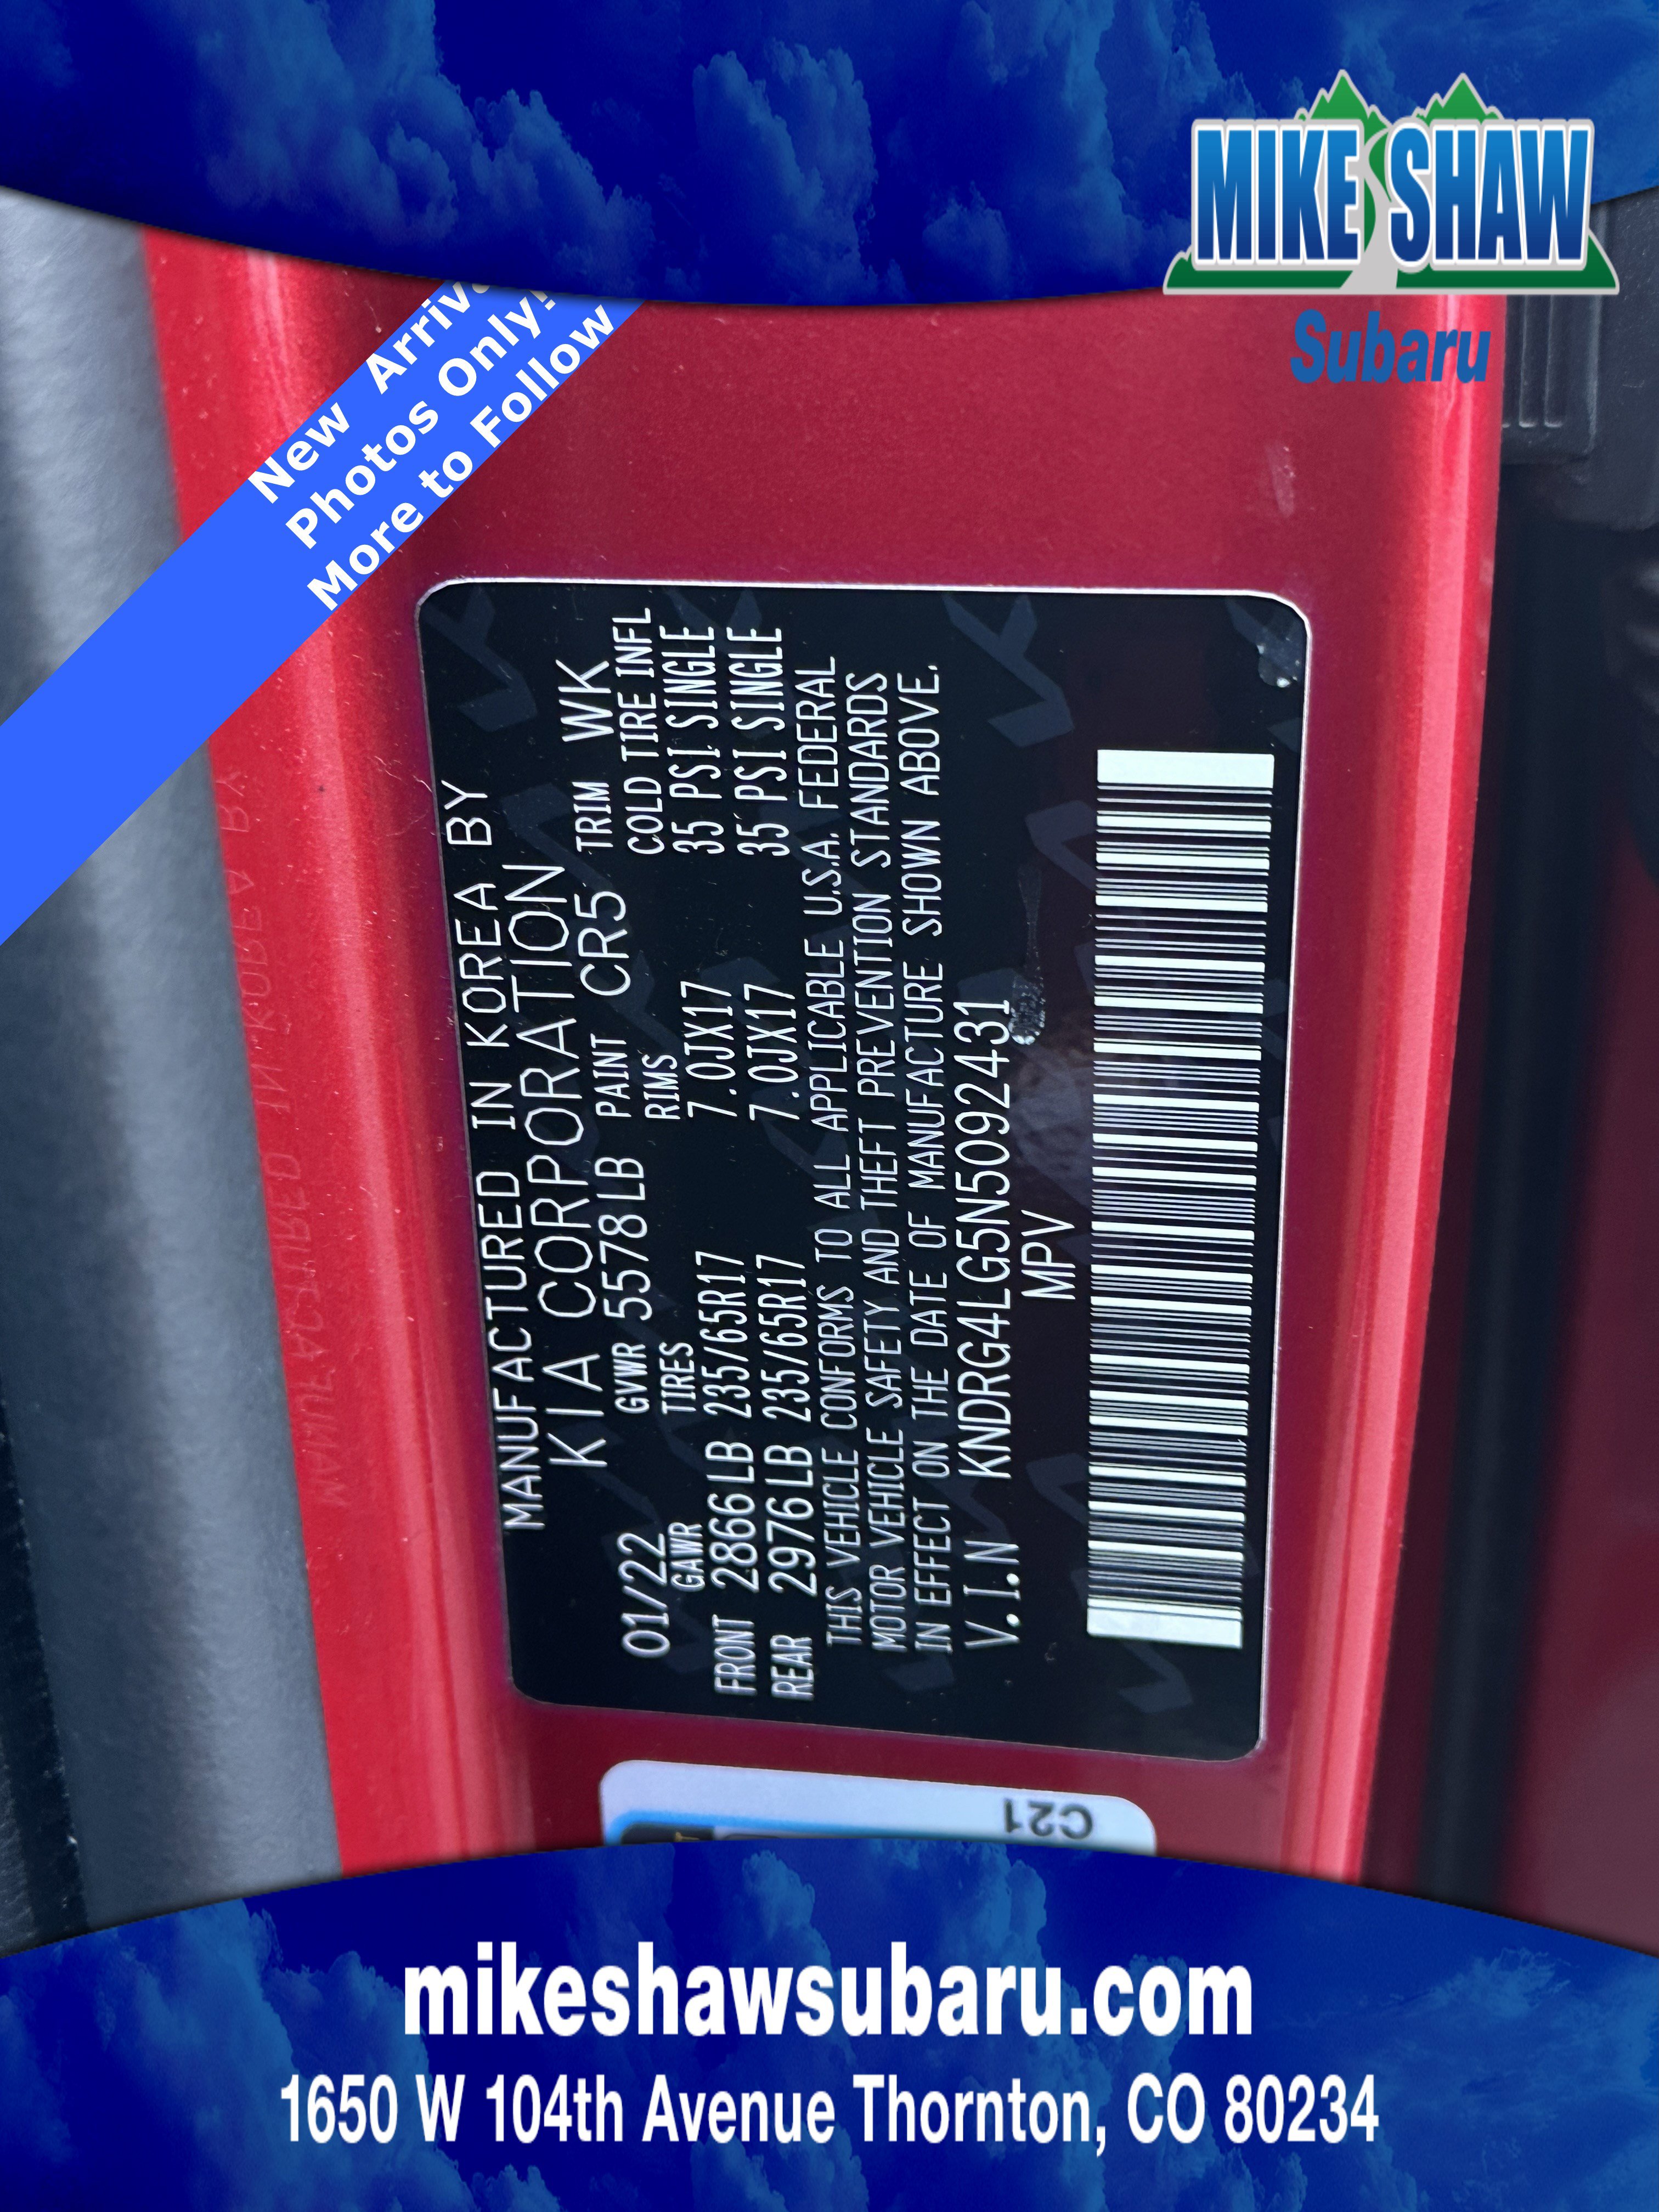 MIKE SHAW
Subaru
New Arriv
Photos Only!
More to Follow
MANUFACTURED IN KOREA BY
KIA CORPORATION
01/22 GVWR 5578LB PAINT CR5 TRIM WK
GAWR TIRES RIMS COLD TIRE INFL
FRONT 2866LB 235/65R17 7.0JX17 35 PSI SINGLE
REAR 2976LB 235/65R17 7.0JX17 35 PSI SINGLE
THIS VEHICLE CONFORMS TO ALL APPLICABLE U.S.A. FEDERAL
MOTOR VEHICLE SAFETY AND THEFT PREVENTION STANDARDS
IN EFFECT ON THE DATE OF MANUFACTURE SHOWN ABOVE.
V.I.N KNDRG4LG5N5092431
MPV
C21
mikeshawsubaru.com
1650 W 104th Avenue Thornton, CO 80234